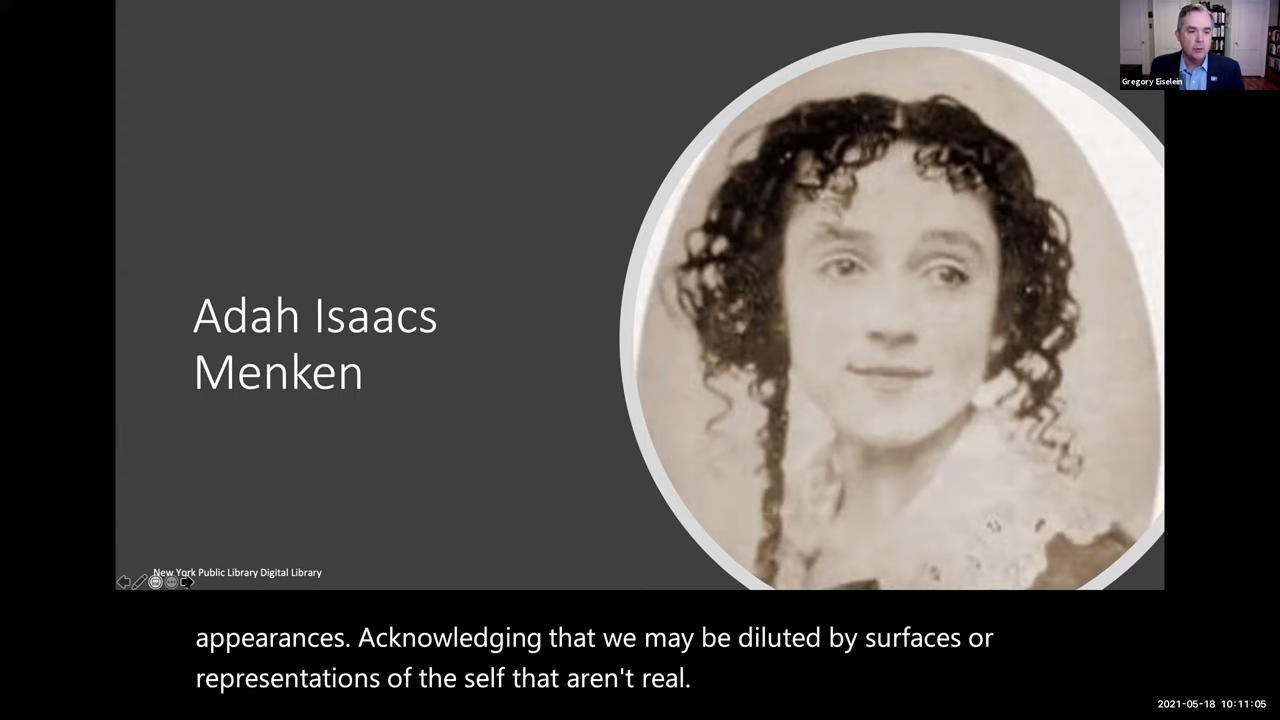 Gregory Eiselein
Adah Isaacs
Menken
New York Public Library Digital Library
appearances. Acknowledging that we may be diluted by surfaces or
representations of the self that aren't real.
2021-05-18 10:11:05